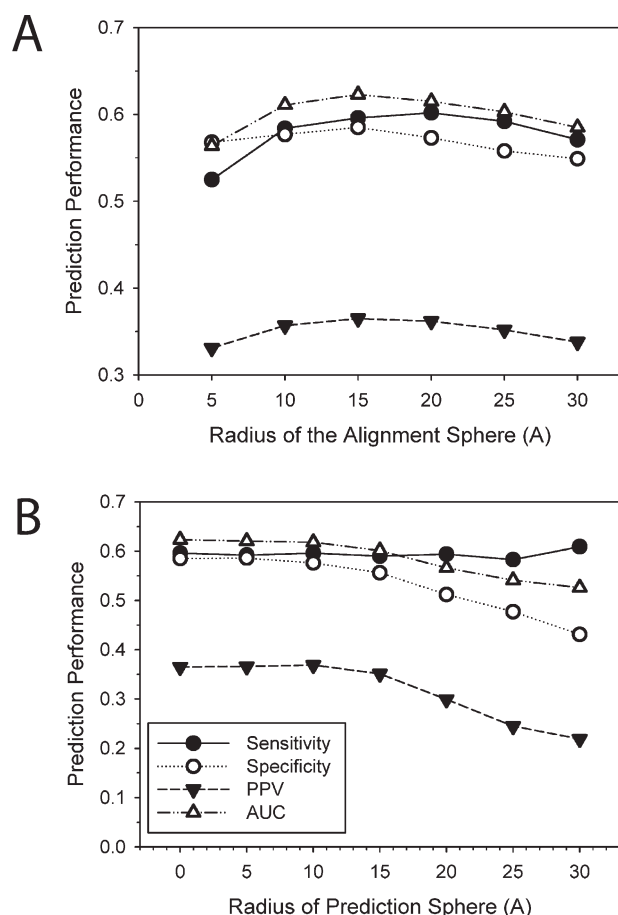 A
Prediction Performance
0.7
0.6
0.5
0.4
0.3
0 5 10 15 20 25 30
Radius of the Alignment Sphere (A)
B
Prediction Performance
0.7
0.6
0.5
0.4
0.3
0.2
0.1
0.0
Sensitivity
Specificity
PPV
AUC
0 5 10 15 20 25 30
Radius of Prediction Sphere (A)